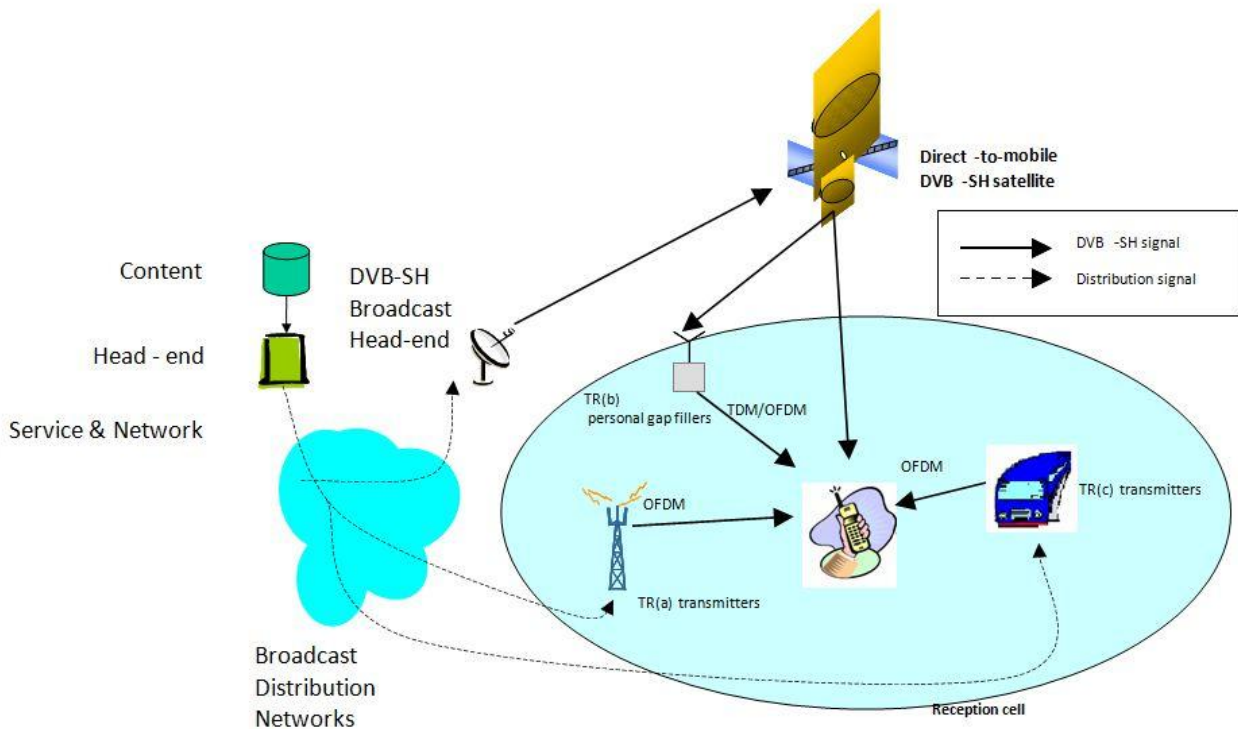 Direct -to-mobile
DVB -SH satellite
DVB -SH signal
Distribution signal
Content
DVB-SH
Broadcast
Head-end
Head - end
Service & Network
TR(b)
personal gap fillers
TDM/OFDM
OFDM
OFDM
TR(c) transmitters
TR(a) transmitters
Broadcast
Distribution
Networks
Reception cell